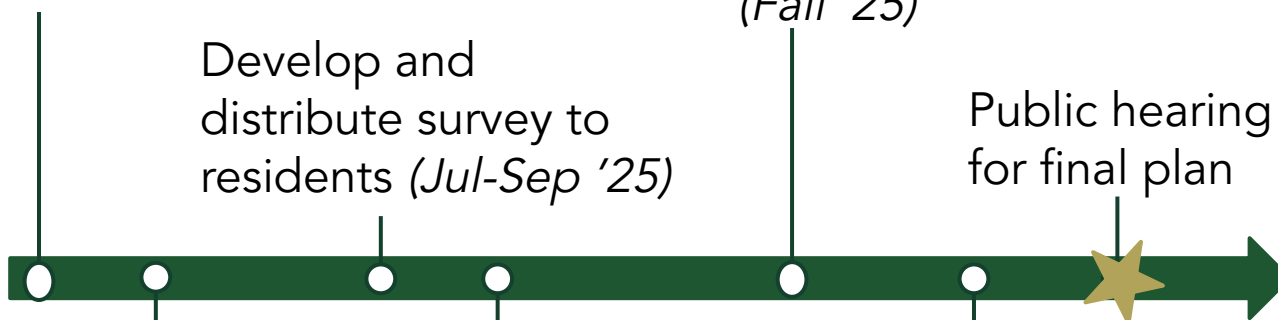 (Fall ’25)
Develop and
distribute survey to
residents (Jul-Sep ’25)
Public hearing
for final plan